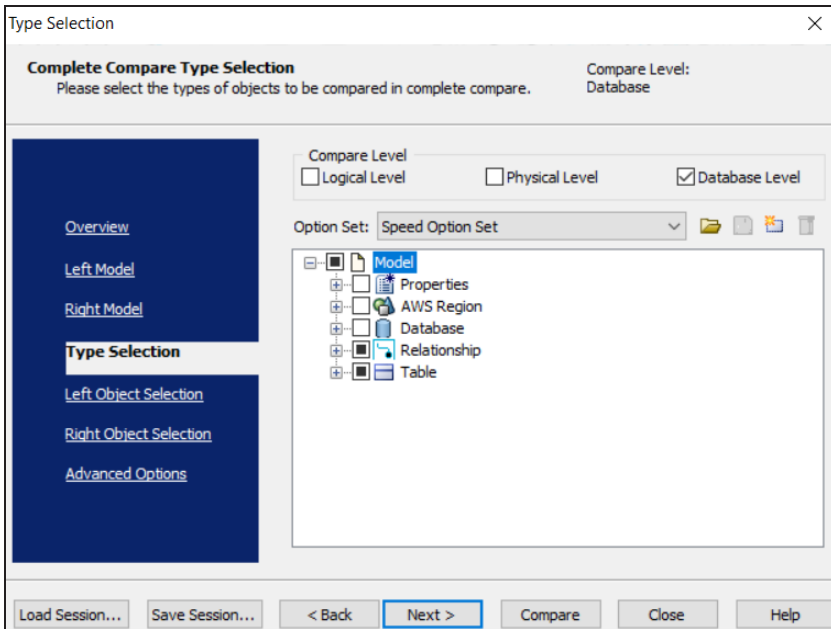 Type Selection
Complete Compare Type Selection
Please select the types of objects to be compared in complete compare.
Compare Level:
Database
Compare Level
Logical Level
Physical Level
Database Level
Overview
Left Model
Right Model
Type Selection
Left Object Selection
Right Object Selection
Advanced Options
Option Set:
Speed Option Set
Model
Properties
AWS Region
Database
Relationship
Table
Load Session...
Save Session...
< Back
Next >
Compare
Close
Help